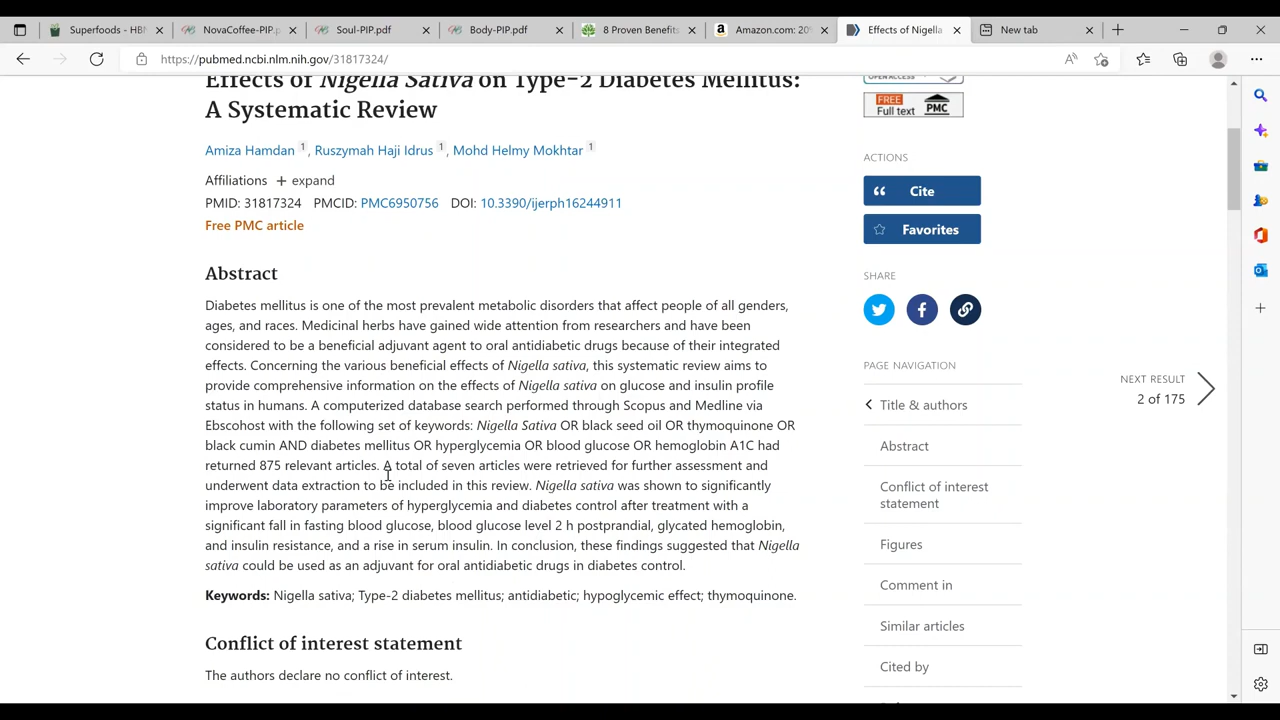 Superfoods - HBN
NovaCoffee-PIP.pdf
Soul-PIP.pdf
Body-PIP.pdf
8 Proven Benefits
Amazon.com: 20%
Effects of Nigella
New tab
https://pubmed.ncbi.nlm.nih.gov/31817324/
Effects of Nigella Sativa on Type-2 Diabetes Mellitus:
A Systematic Review
Amiza Hamdan 1 , Ruszymah Haji Idrus 1 , Mohd Helmy Mokhtar 1
Affiliations + expand
PMID: 31817324 PMCID: PMC6950756 DOI: 10.3390/ijerph16244911
Free PMC article
Abstract
Diabetes mellitus is one of the most prevalent metabolic disorders that affect people of all genders,
ages, and races. Medicinal herbs have gained wide attention from researchers and have been
considered to be a beneficial adjuvant agent to oral antidiabetic drugs because of their integrated
effects. Concerning the various beneficial effects of Nigella sativa, this systematic review aims to
provide comprehensive information on the effects of Nigella sativa on glucose and insulin profile
status in humans. A computerized database search performed through Scopus and Medline via
Ebscohost with the following set of keywords: Nigella Sativa OR black seed oil OR thymoquinone OR
black cumin AND diabetes mellitus OR hyperglycemia OR blood glucose OR hemoglobin A1C had
returned 875 relevant articles. A total of seven articles were retrieved for further assessment and
underwent data extraction to be included in this review. Nigella sativa was shown to significantly
improve laboratory parameters of hyperglycemia and diabetes control after treatment with a
significant fall in fasting blood glucose, blood glucose level 2 h postprandial, glycated hemoglobin,
and insulin resistance, and a rise in serum insulin. In conclusion, these findings suggested that Nigella
sativa could be used as an adjuvant for oral antidiabetic drugs in diabetes control.
Keywords: Nigella sativa; Type-2 diabetes mellitus; antidiabetic; hypoglycemic effect; thymoquinone.
Conflict of interest statement
The authors declare no conflict of interest.
OPEN ACCESS
FREE
Full text PMC
ACTIONS
Cite
Favorites
SHARE
PAGE NAVIGATION
Title & authors
Abstract
Conflict of interest
statement
Figures
Comment in
Similar articles
Cited by
NEXT RESULT
2 of 175